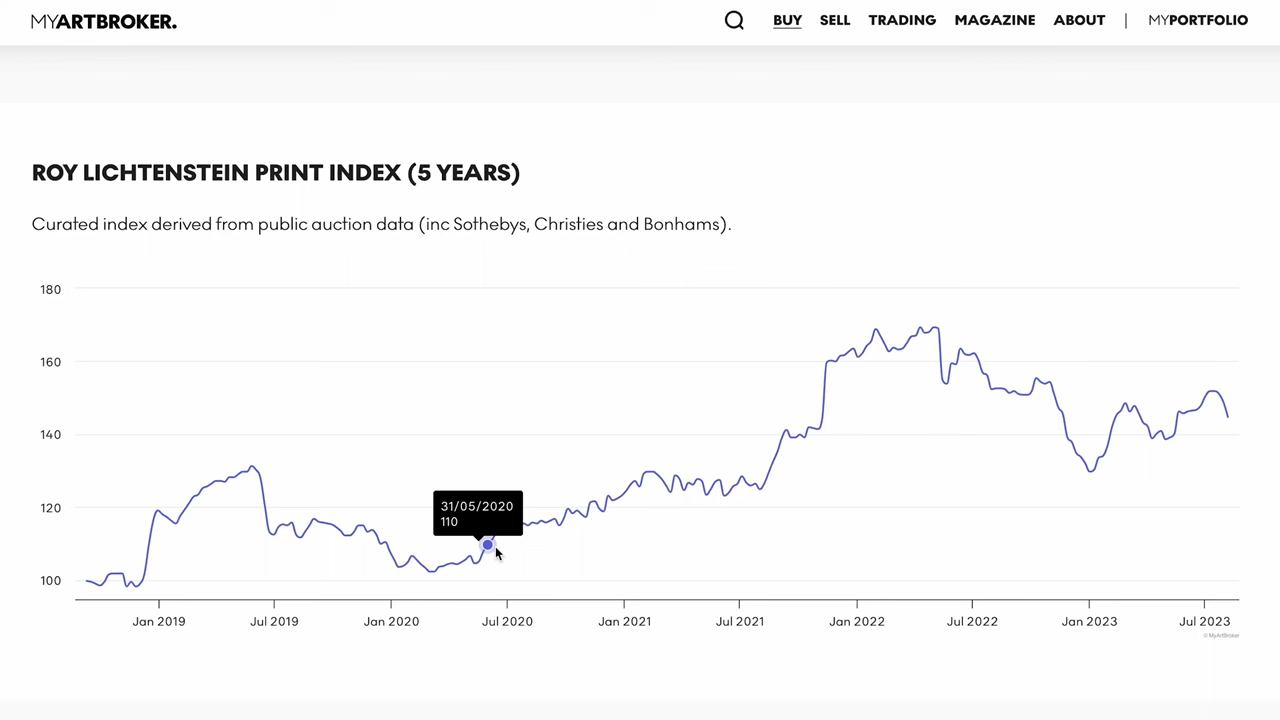 MYARTBROKER.
BUY SELL TRADING MAGAZINE ABOUT | MYPORTFOLIO
ROY LICHTENSTEIN PRINT INDEX (5 YEARS)
Curated index derived from public auction data (inc Sothebys, Christies and Bonhams).
180
160
140
120
100
31/05/2020
110
Jan 2019 Jul 2019 Jan 2020 Jul 2020 Jan 2021 Jul 2021 Jan 2022 Jul 2022 Jan 2023 Jul 2023
© MyArtBroker